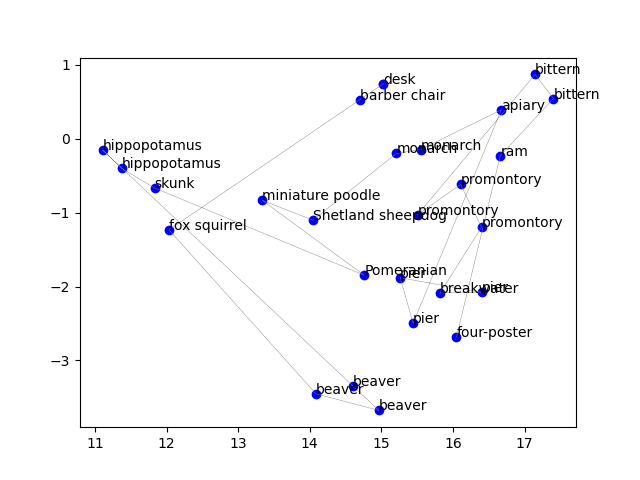 1
desk
bittern
barber chair
bittern
apiary
0
hippopotamus
monarch
monarch
ram
hippopotamus
skunk
promontory
miniature poodle
−1
Shetland sheepdog
promontory
fox squirrel
promontory
Pomeranian
pier
−2
breakwater
pier
pier
four-poster
−3
beaver
beaver
beaver
11 12 13 14 15 16 17